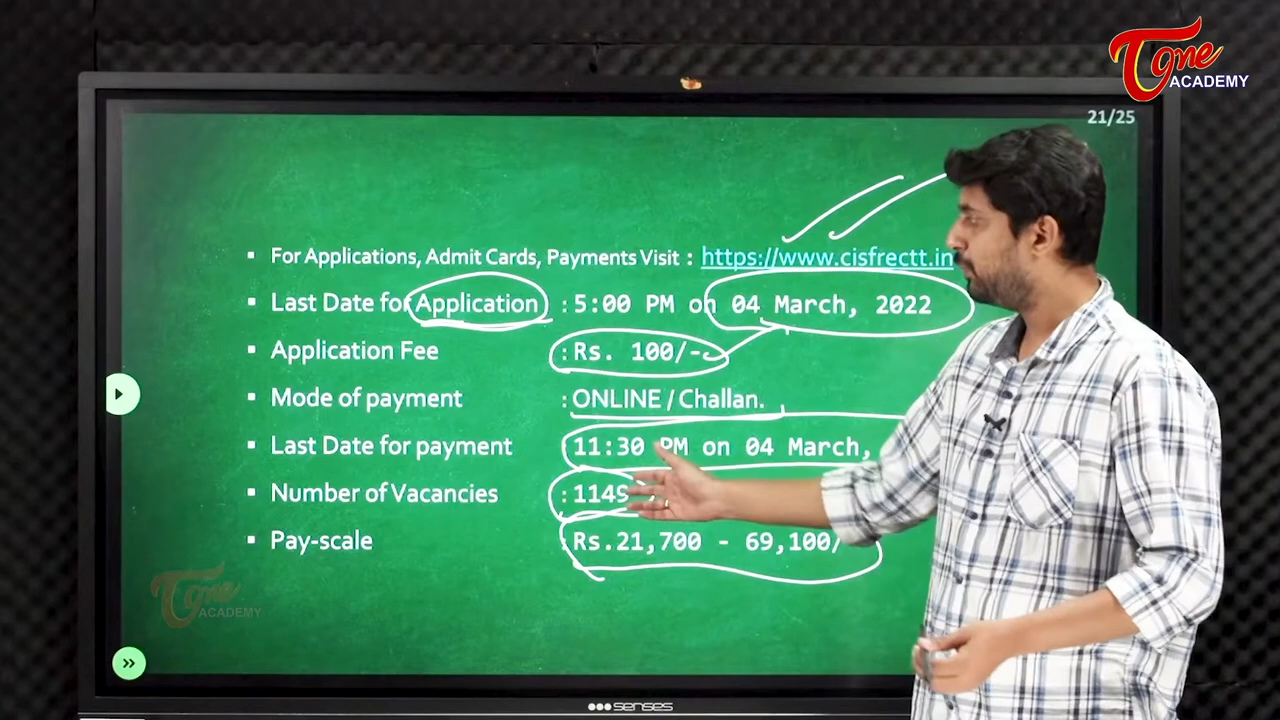 Tone
ACADEMY
21/25
▪ For Applications, Admit Cards, Payments Visit : https://www.cisfrectt.in
▪ Last Date for Application : 5:00 PM on 04 March, 2022
▪ Application Fee : Rs. 100/-
▪ Mode of payment : ONLINE / Challan.
▪ Last Date for payment : 11:30 PM on 04 March,
▪ Number of Vacancies : 1149
▪ Pay-scale : Rs.21,700 - 69,100/
Tone
ACADEMY
senses